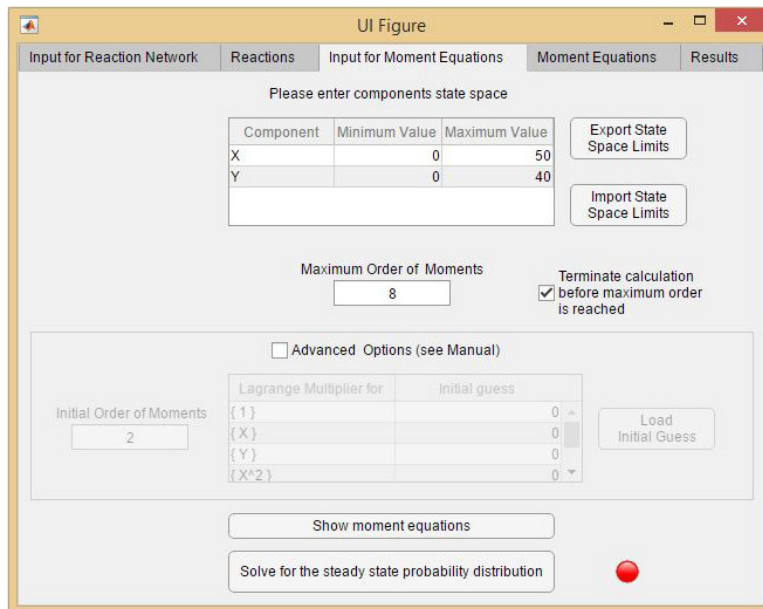 UI Figure
Input for Reaction Network Reactions Input for Moment Equations Moment Equations Results
Please enter components state space
Component Minimum Value Maximum Value
X 0 50
Y 0 40
Export State
Space Limits
Import State
Space Limits
Maximum Order of Moments
8
Terminate calculation
before maximum order
is reached
Advanced Options (see Manual)
Initial Order of Moments
2
Lagrange Multiplier for Initial guess
{ 1 } 0
{ X } 0
{ Y } 0
{ X^2 } 0
Load
Initial Guess
Show moment equations
Solve for the steady state probability distribution